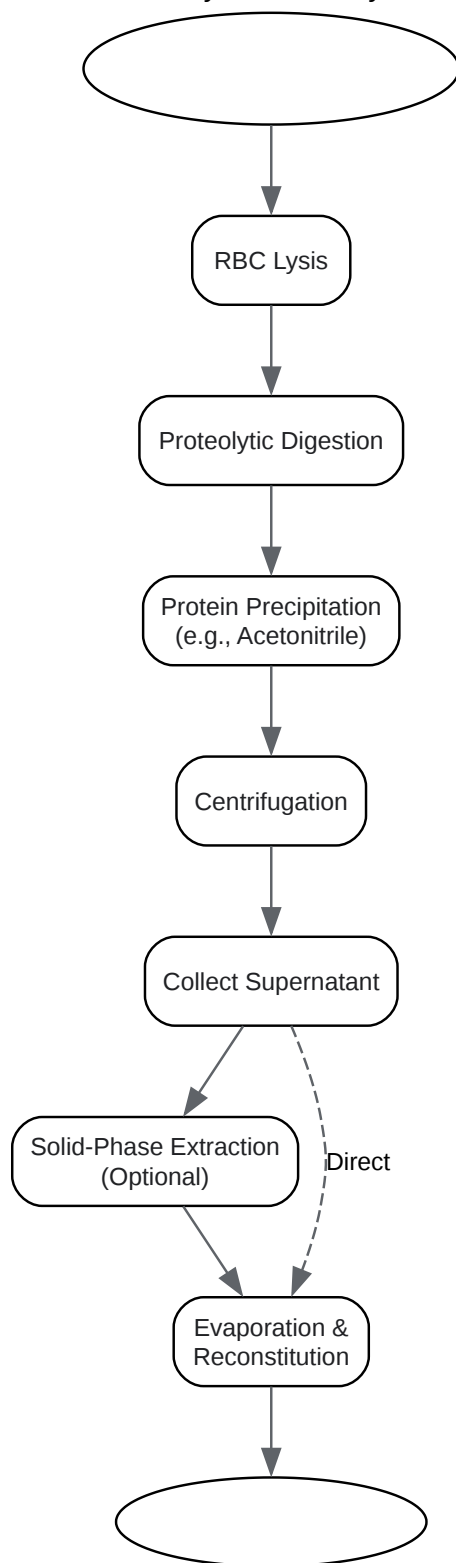 RBC Lysis
Proteolytic Digestion
Protein Precipitation
(e.g., Acetonitrile)
Centrifugation
Collect Supernatant
Solid-Phase Extraction
(Optional)
Direct
Evaporation &
Reconstitution